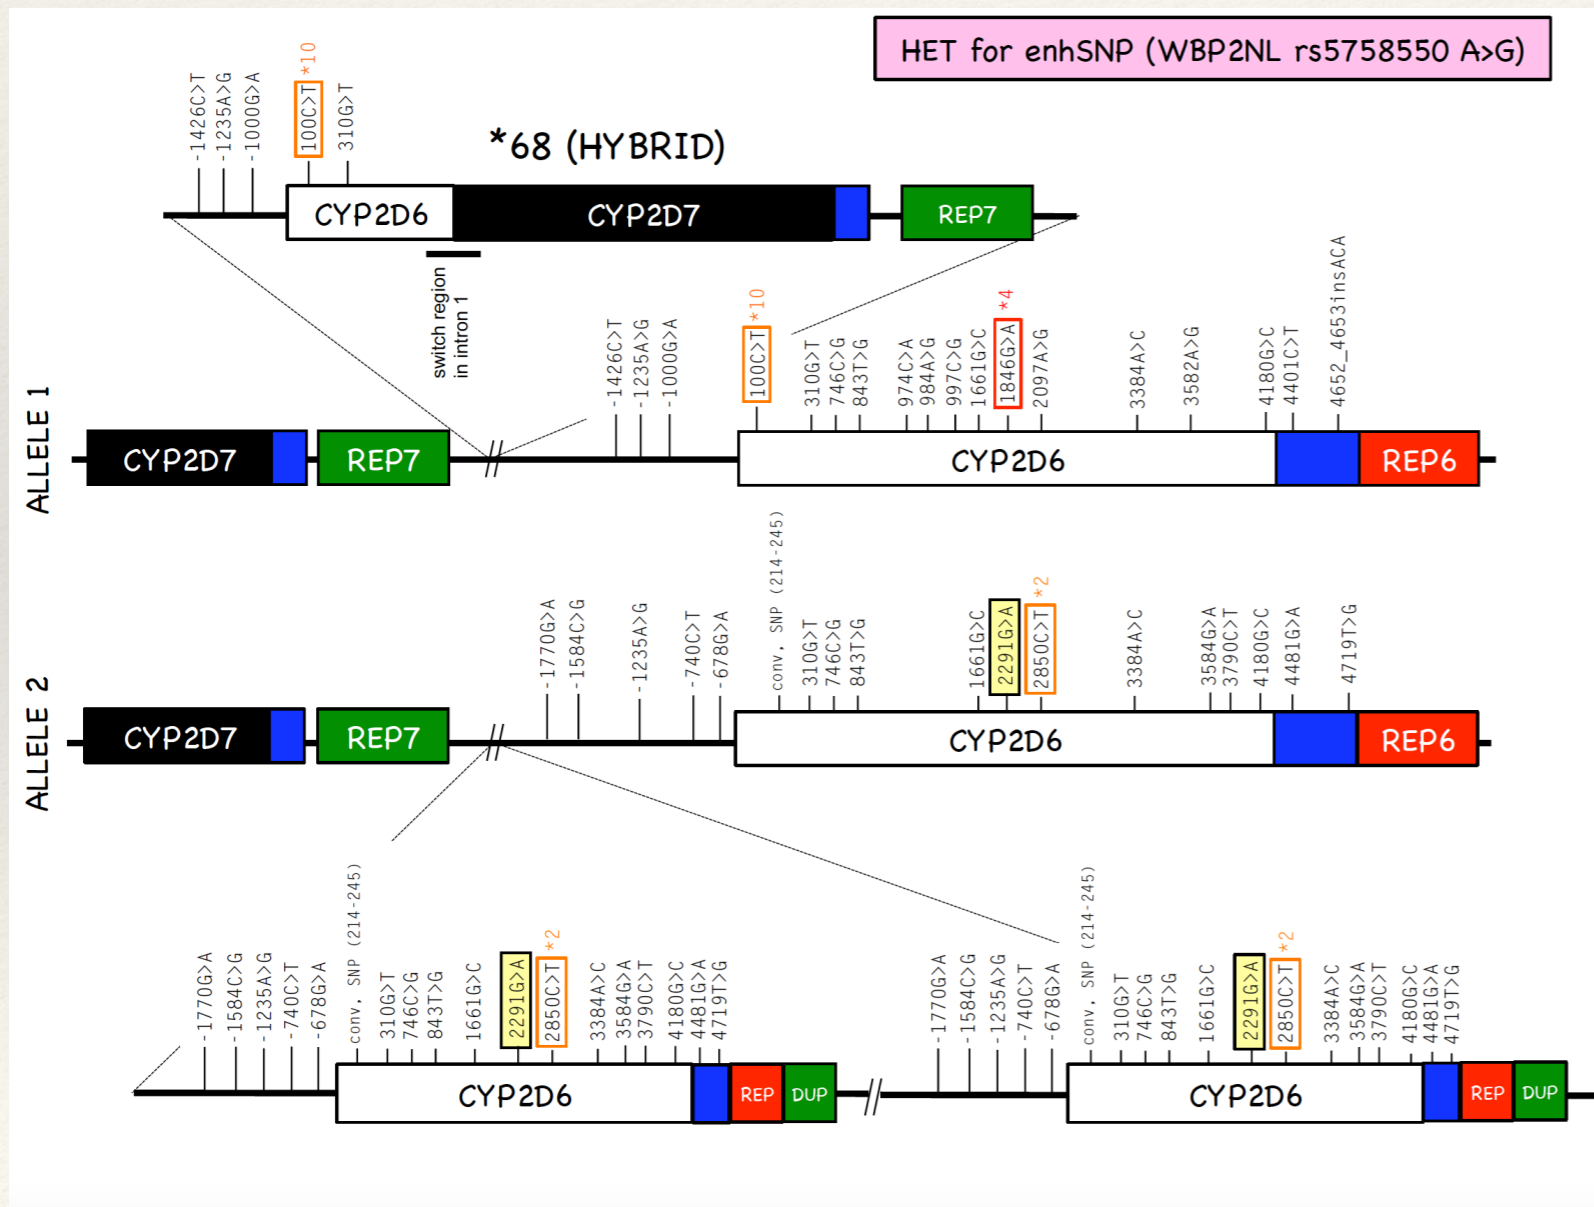 HET for enhSNP (WBP2NL rs5758550 A>G)
-1426C>T
-1235A>G
-1000G>A
100C>T *10
310G>T
*68 (HYBRID)
CYP2D6
CYP2D7
REP7
switch region
in intron 1
ALLELE 1
-1426C>T
-1235A>G
-1000G>A
100C>T *10
310G>T
746C>G
843T>G
974C>A
984A>G
997C>G
1661G>C
1846G>A *4
2097A>G
3384A>C
3582A>G
4180G>C
4401C>T
4652_4653insACA
CYP2D7
REP7
CYP2D6
REP6
ALLELE 2
-1770G>A
-1584C>G
-1235A>G
-740C>T
-678G>A
conv, SNP (214-245)
310G>T
746C>G
843T>G
1661G>C
2291G>A
2850C>T *2
3384A>C
3584G>A
3790C>T
4180G>C
4481G>A
4719T>G
CYP2D7
REP7
CYP2D6
REP6
-1770G>A
-1584C>G
-1235A>G
-740C>T
-678G>A
conv, SNP (214-245)
310G>T
746C>G
843T>G
1661G>C
2291G>A
2850C>T *2
3384A>C
3584G>A
3790C>T
4180G>C
4481G>A
4719T>G
CYP2D6
REP
DUP
-1770G>A
-1584C>G
-1235A>G
-740C>T
-678G>A
conv, SNP (214-245)
310G>T
746C>G
843T>G
1661G>C
2291G>A
2850C>T *2
3384A>C
3584G>A
3790C>T
4180G>C
4481G>A
4719T>G
CYP2D6
REP
DUP